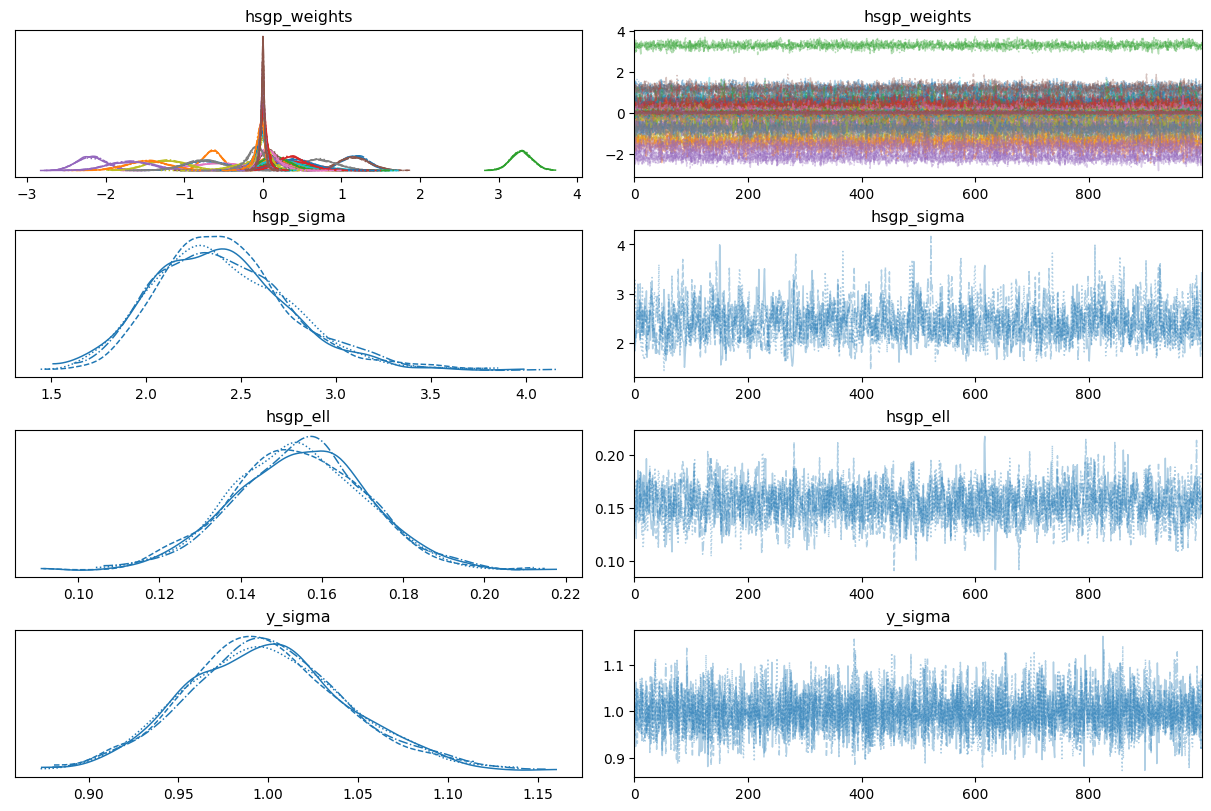 hsgp_weights hsgp_weights
−3 −2 −1 0 1 2 3 4
4
2
0
−2
0 200 400 600 800
hsgp_sigma hsgp_sigma
1.5 2.0 2.5 3.0 3.5 4.0
4
3
2
0 200 400 600 800
hsgp_ell hsgp_ell
0.10 0.12 0.14 0.16 0.18 0.20 0.22
0.20
0.15
0.10
0 200 400 600 800
y_sigma y_sigma
0.90 0.95 1.00 1.05 1.10 1.15
1.1
1.0
0.9
0 200 400 600 800